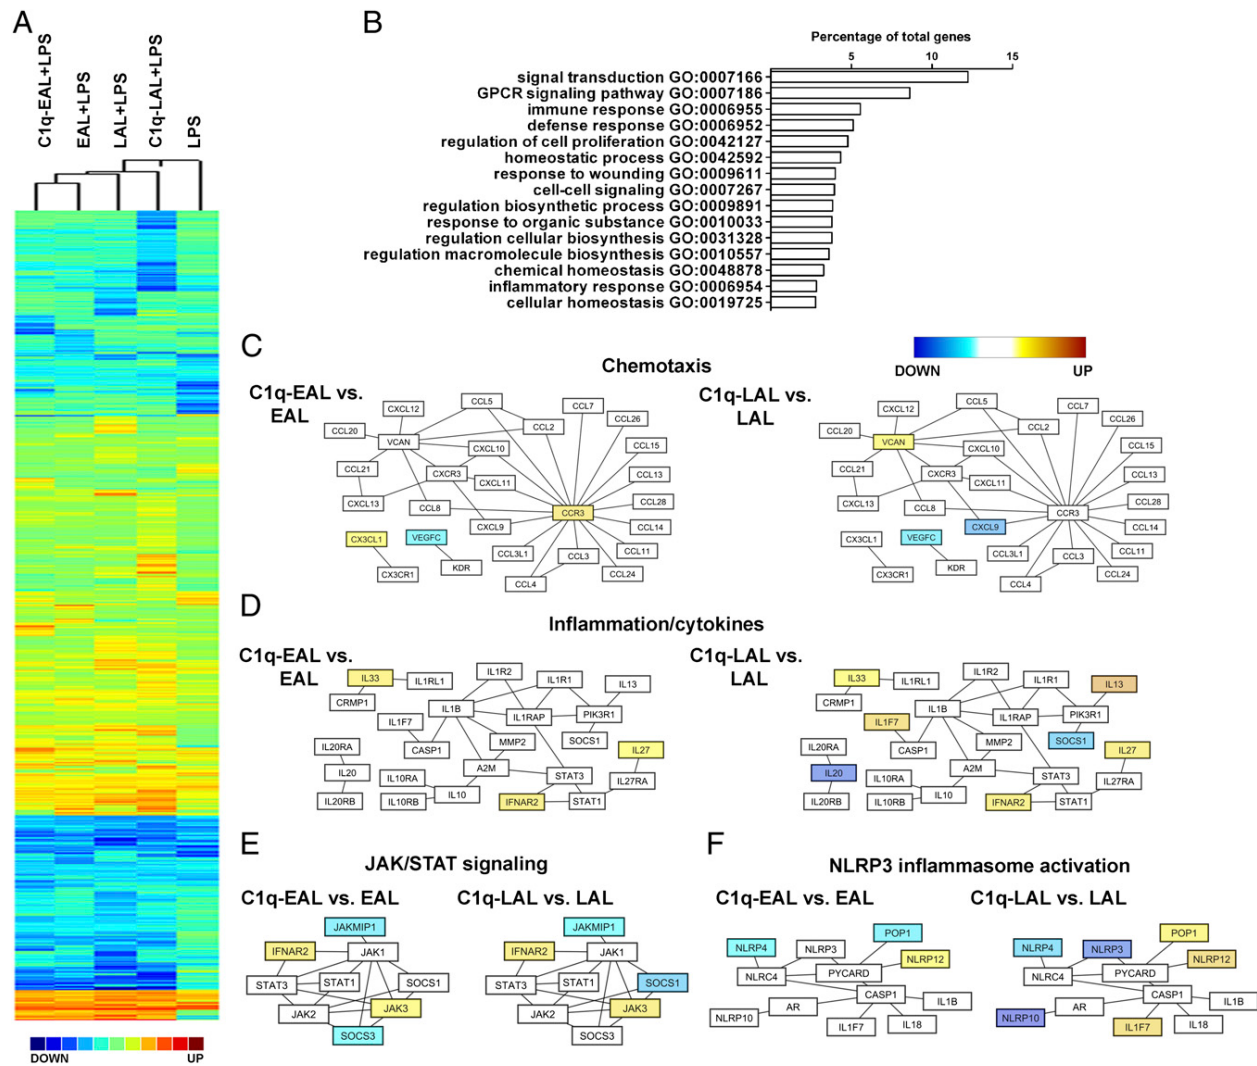 A
C1q-EAL+LPS
EAL+LPS
LAL+LPS
C1q-LAL+LPS
LPS
DOWN
UP
B
Percentage of total genes
5
10
15
signal transduction GO:0007166
GPCR signaling pathway GO:0007186
immune response GO:0006955
defense response GO:0006952
regulation of cell proliferation GO:0042127
homeostatic process GO:0042592
response to wounding GO:0009611
cell-cell signaling GO:0007267
regulation biosynthetic process GO:0009891
response to organic substance GO:0010033
regulation cellular biosynthesis GO:0031328
regulation macromolecule biosynthesis GO:0010557
chemical homeostasis GO:0048878
inflammatory response GO:0006954
cellular homeostasis GO:0019725
DOWN
UP
C
Chemotaxis
C1q-EAL vs.
EAL
CXCL12
CCL5
CCL7
CCL26
CCL20
VCAN
CCL2
CXCL10
CCL15
CCL21
CXCR3
CCL13
CXCL11
CXCL13
CCL28
CCL8
CCR3
CXCL9
CCL14
CX3CL1
VEGFC
CCL3L1
CCL3
CCL11
CX3CR1
KDR
CCL4
CCL24
C1q-LAL vs.
LAL
CXCL12
CCL5
CCL7
CCL26
CCL20
VCAN
CCL2
CXCL10
CCL15
CCL21
CXCR3
CCL13
CXCL11
CXCL13
CCL28
CCL8
CCR3
CXCL9
CCL14
CX3CL1
VEGFC
CCL3L1
CCL3
CCL11
CX3CR1
KDR
CCL4
CCL24
D
Inflammation/cytokines
C1q-EAL vs.
EAL
IL33
IL1RL1
CRMP1
IL1R2
IL1R1
IL13
IL1B
IL1RAP
PIK3R1
IL1F7
CASP1
MMP2
SOCS1
IL20RA
IL27
IL20
A2M
IL10RA
STAT3
IL27RA
IL20RB
IL10RB
IL10
IFNAR2
STAT1
C1q-LAL vs.
LAL
IL33
IL1RL1
CRMP1
IL1R2
IL1R1
IL13
IL1B
IL1RAP
PIK3R1
IL1F7
CASP1
MMP2
SOCS1
IL20RA
IL27
IL20
A2M
IL10RA
STAT3
IL27RA
IL20RB
IL10RB
IL10
IFNAR2
STAT1
E
JAK/STAT signaling
C1q-EAL vs. EAL
JAKMIP1
IFNAR2
JAK1
STAT3
STAT1
SOCS1
JAK2
JAK3
SOCS3
C1q-LAL vs. LAL
JAKMIP1
IFNAR2
JAK1
STAT3
STAT1
SOCS1
JAK2
JAK3
SOCS3
F
NLRP3 inflammasome activation
C1q-EAL vs. EAL
NLRP4
NLRP3
POP1
NLRP12
NLRC4
PYCARD
CASP1
AR
IL1B
NLRP10
IL1F7
IL18
C1q-LAL vs. LAL
NLRP4
NLRP3
POP1
NLRP12
NLRC4
PYCARD
CASP1
AR
IL1B
NLRP10
IL1F7
IL18